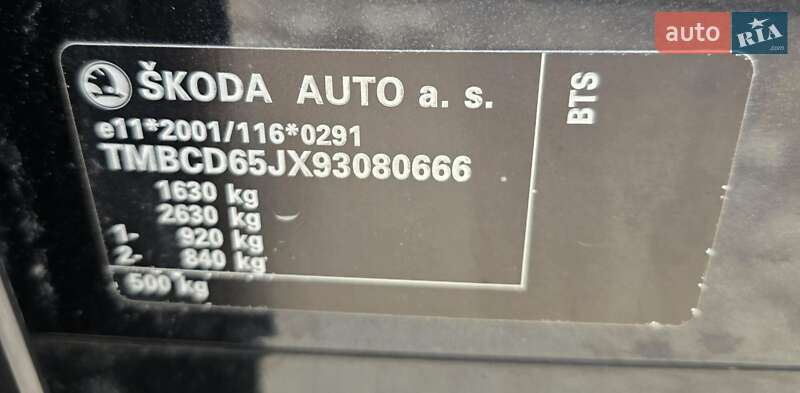 auto RIA .com
ŠKODA AUTO a. s.
BTS
e11*2001/116*0291
TMBCD65JX93080666
1630 kg
2630 kg
1- 920 kg
2- 840 kg
500 kg